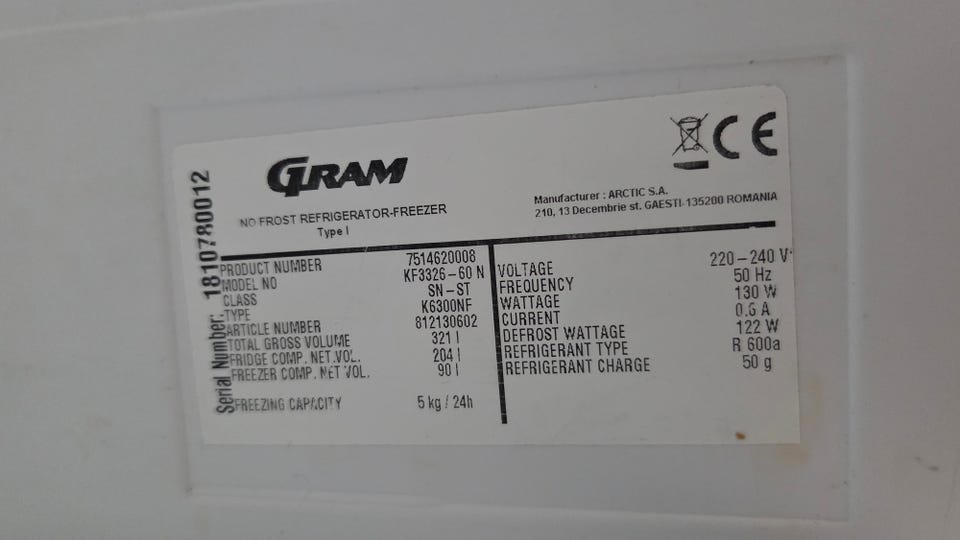 GRAM
NO FROST REFRIGERATOR-FREEZER
Type I
Manufacturer : ARCTIC S.A.
210, 13 Decembrie st. GAESTI-135200 ROMANIA
Serial Number: 1810780012
PRODUCT NUMBER 7514620008
MODEL NO KF3326-60 N
CLASS SN-ST
TYPE K6300NF
ARTICLE NUMBER 812130602
TOTAL GROSS VOLUME 321 l
FRIDGE COMP. NET.VOL. 204 l
FREEZER COMP. NET VOL. 90 l
FREEZING CAPACITY 5 kg / 24h
VOLTAGE 220-240 V
FREQUENCY 50 Hz
WATTAGE 130 W
CURRENT 0.6 A
DEFROST WATTAGE 122 W
REFRIGERANT TYPE R 600a
REFRIGERANT CHARGE 50 g
CE